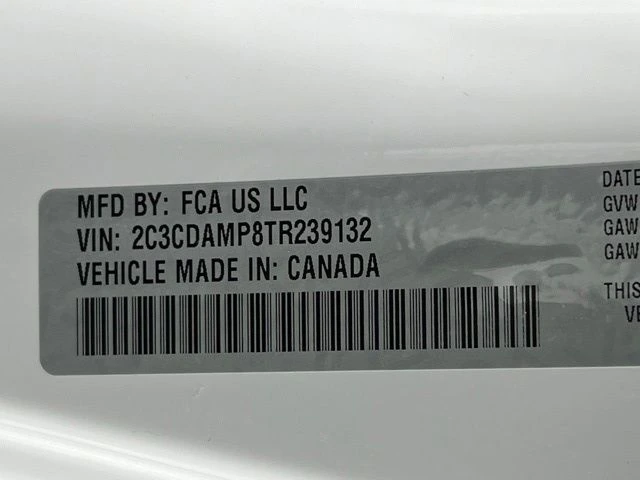 MFD BY: FCA US LLC
VIN: 2C3CDAMP8TR239132
VEHICLE MADE IN: CANADA
DATE
GVW
GAW
GAW
THIS
VE